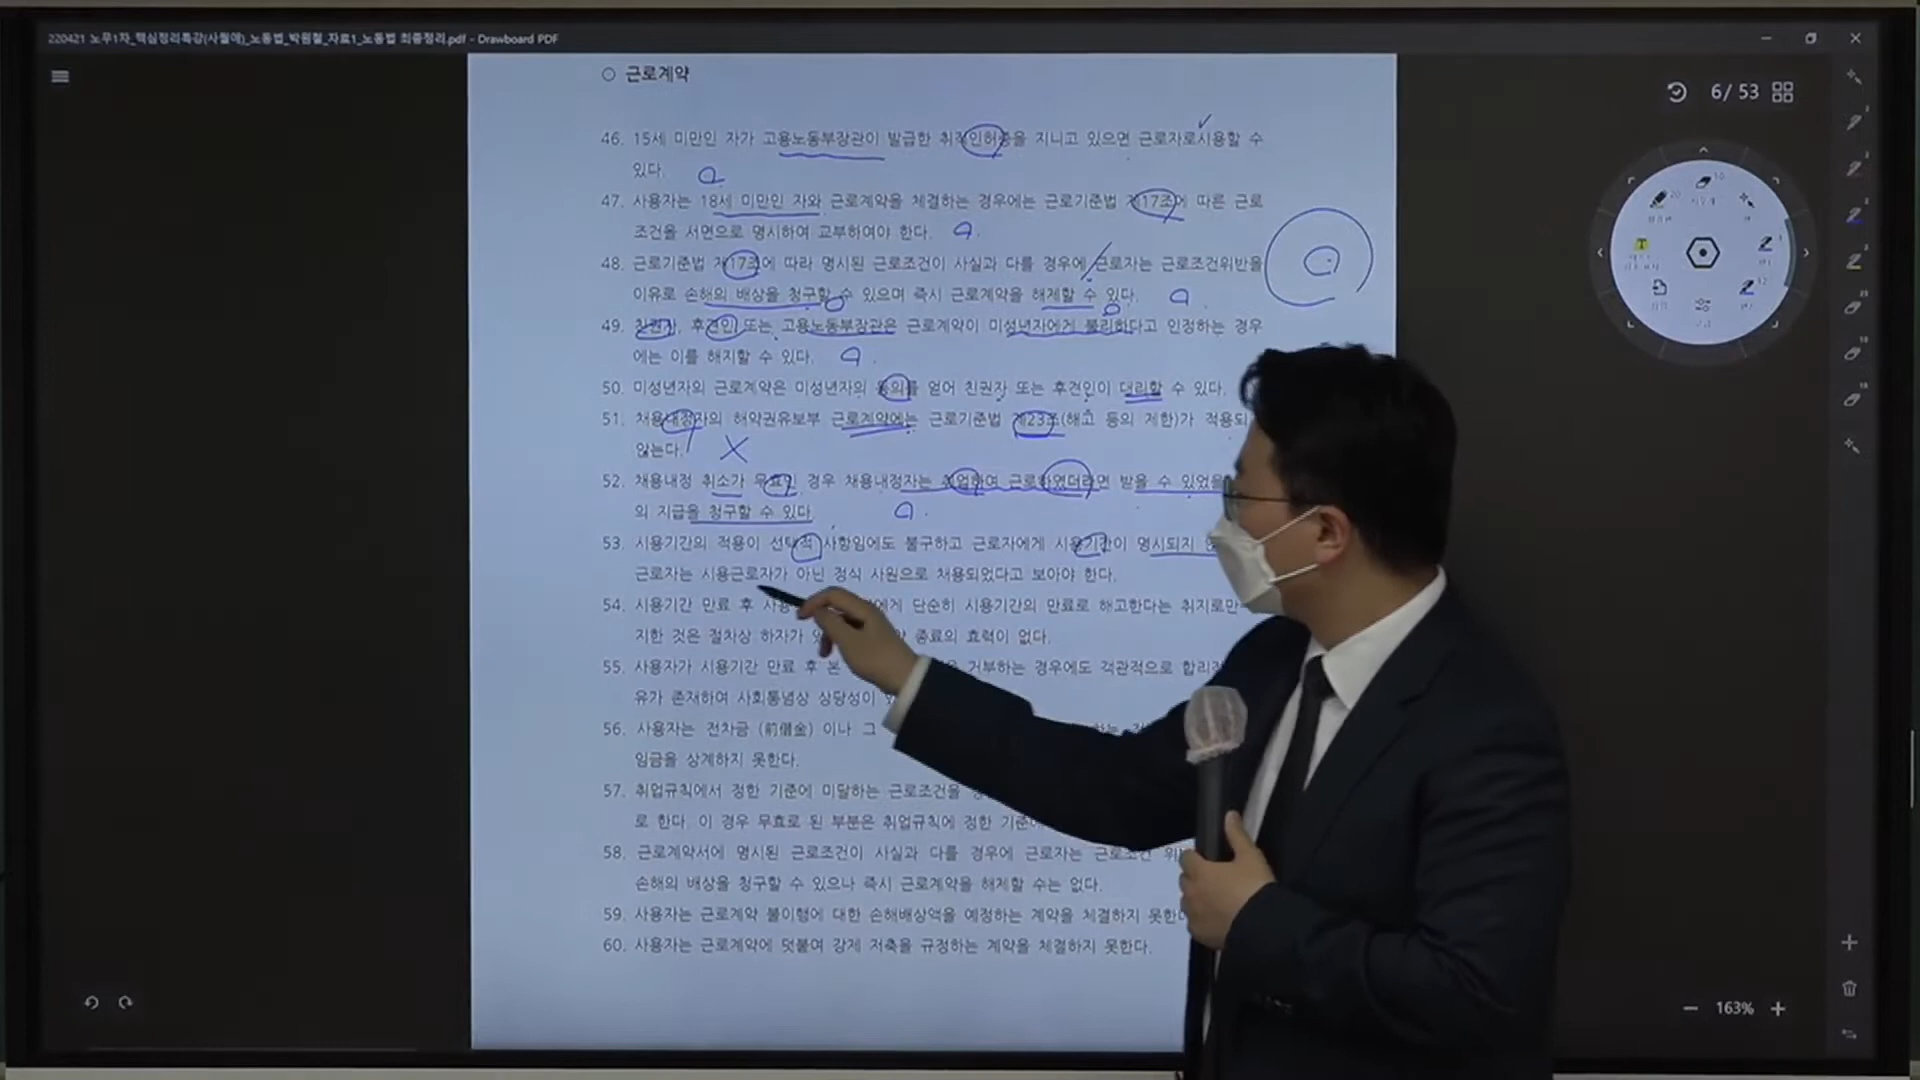 220421 노무1차_핵심정리특강(사월애)_노동법_박원철_자료1_노동법 최종정리.pdf - Drawboard PDF
6/ 53
○ 근로계약
46. 15세 미만인 자가 고용노동부장관이 발급한 취직인허증을 지니고 있으면 근로자로 사용할 수
있다.
47. 사용자는 18세 미만인 자와 근로계약을 체결하는 경우에는 근로기준법 제17조에 따른 근로
조건을 서면으로 명시하여 교부하여야 한다.
48. 근로기준법 제17조에 따라 명시된 근로조건이 사실과 다를 경우에 근로자는 근로조건위반을
이유로 손해의 배상을 청구할 수 있으며 즉시 근로계약을 해제할 수 있다.
49. 친권자, 후견인 또는 고용노동부장관은 근로계약이 미성년자에게 불리하다고 인정하는 경우
에는 이를 해지할 수 있다.
50. 미성년자의 근로계약은 미성년자의 동의를 얻어 친권자 또는 후견인이 대리할 수 있다.
51. 채용내정자의 해약권유보부 근로계약에는 근로기준법 제23조(해고 등의 제한)가 적용되
않는다.
52. 채용내정 취소가 무효인 경우 채용내정자는 취업하여 근로하였더라면 받을 수 있었을
의 지급을 청구할 수 있다.
53. 시용기간의 적용이 선택적 사항임에도 불구하고 근로자에게 시용기간이 명시되지
근로자는 시용근로자가 아닌 정식 사원으로 채용되었다고 보아야 한다.
54. 시용기간 만료 후 시용 에게 단순히 시용기간의 만료로 해고한다는 취지로만
지한 것은 절차상 하자가 종료의 효력이 없다.
55. 사용자가 시용기간 만료 후 본 거부하는 경우에도 객관적으로 합리적
유가 존재하여 사회통념상 상당성이
56. 사용자는 전차금 (前借金) 이나 그
임금을 상계하지 못한다.
57. 취업규칙에서 정한 기준에 미달하는 근로조건을
로 한다. 이 경우 무효로 된 부분은 취업규칙에 정한 기준
58. 근로계약서에 명시된 근로조건이 사실과 다를 경우에 근로자는 근로조건
손해의 배상을 청구할 수 있으나 즉시 근로계약을 해제할 수는 없다.
59. 사용자는 근로계약 불이행에 대한 손해배상액을 예정하는 계약을 체결하지 못한
60. 사용자는 근로계약에 덧붙여 강제 저축을 규정하는 계약을 체결하지 못한다.
163%